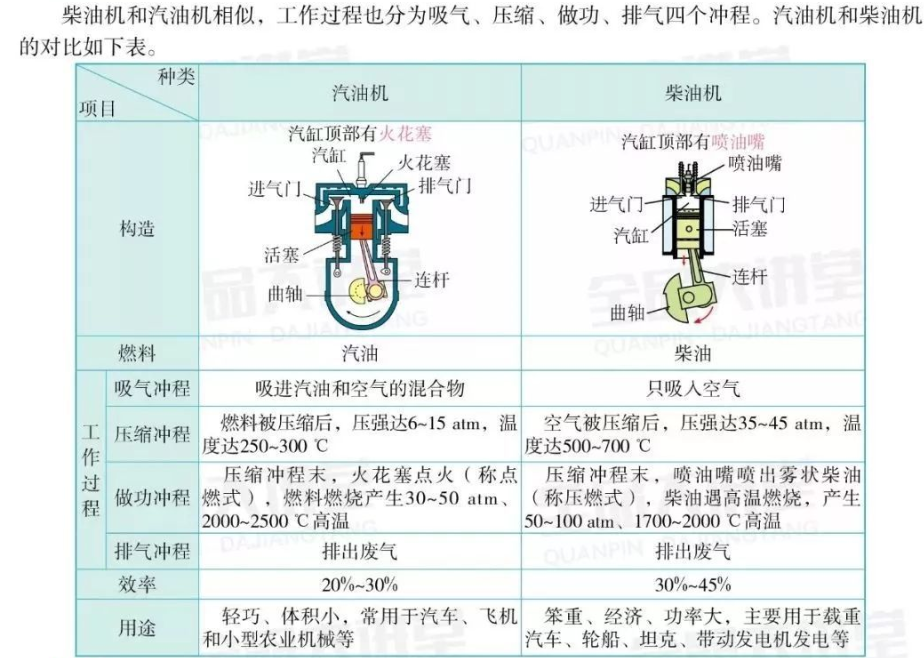 柴油机和汽油机相似，工作过程也分为吸气、压缩、做功、排气四个冲程。汽油机和柴油机
的对比如下表。
种类
项目
汽油机
柴油机
构造
汽缸顶部有火花塞
汽缸
火花塞
进气门
排气门
活塞
连杆
曲轴
汽缸顶部有喷油嘴
喷油嘴
进气门
排气门
汽缸
活塞
连杆
曲轴
燃料
汽油
柴油
工作过程
吸气冲程
吸进汽油和空气的混合物
只吸入空气
压缩冲程
燃料被压缩后，压强达6~15 atm，温
度达250~300 ℃
空气被压缩后，压强达35~45 atm，温
度达500~700 ℃
做功冲程
压缩冲程末，火花塞点火（称点
燃式），燃料燃烧产生30~50 atm、
2000~2500 ℃高温
压缩冲程末，喷油嘴喷出雾状柴油
（称压燃式），柴油遇高温燃烧，产生
50~100 atm、1700~2000 ℃高温
排气冲程
排出废气
排出废气
效率
20%~30%
30%~45%
用途
轻巧、体积小，常用于汽车、飞机
和小型农业机械等
笨重、经济、功率大，主要用于载重
汽车、轮船、坦克、带动发电机发电等
全品大讲堂
QUANPIN DAJIANGTANG